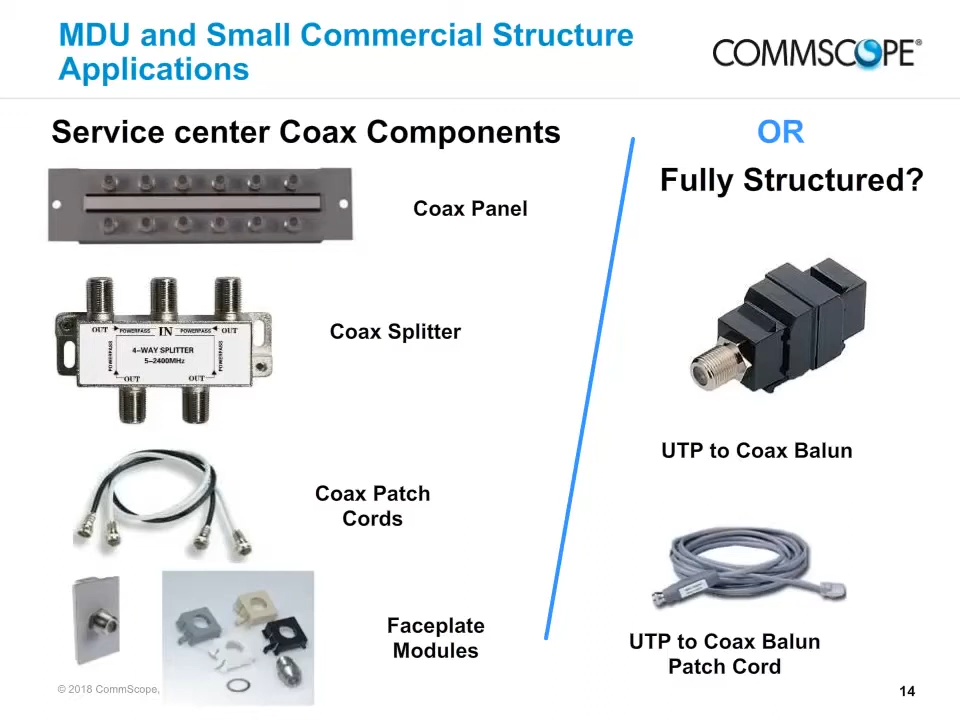 MDU and Small Commercial Structure
Applications
COMMSCOPE®
Service center Coax Components
OR
Fully Structured?
Coax Panel
OUT POWERPASS IN POWERPASS OUT
POWERPASS
4-WAY SPLITTER
5-2400MHz
POWERPASS
OUT OUT
Coax Splitter
Coax Patch
Cords
Faceplate
Modules
UTP to Coax Balun
UTP to Coax Balun
Patch Cord
© 2018 CommScope,
14